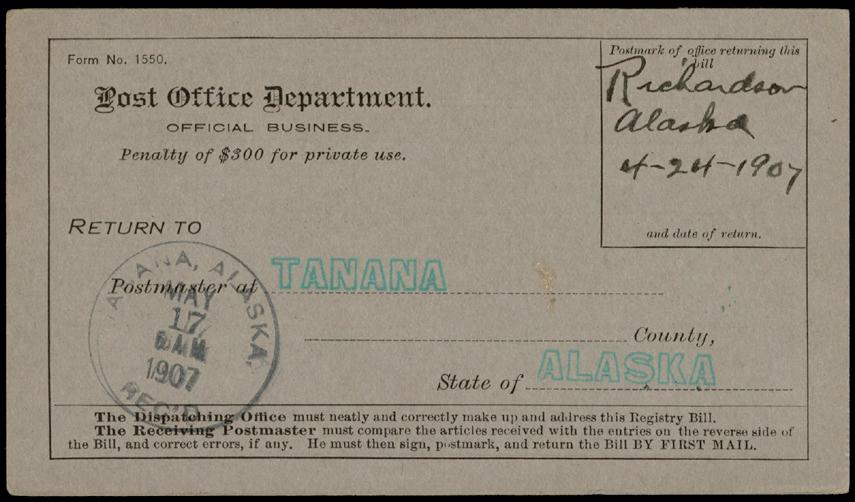 Form No. 1550.
Post Office Department.
OFFICIAL BUSINESS.
Penalty of $300 for private use.
Postmark of office returning this bill
Richardson
Alaska
4-24-1907
and date of return.
RETURN TO
Postmaster at TANANA
County,
State of ALASKA
TANANA, ALASKA.
MAY
17
6 AM
1907
REC'D.
The Dispatching Office must neatly and correctly make up and address this Registry Bill.
The Receiving Postmaster must compare the articles received with the entries on the reverse side of
the Bill, and correct errors, if any. He must then sign, postmark, and return the Bill BY FIRST MAIL.